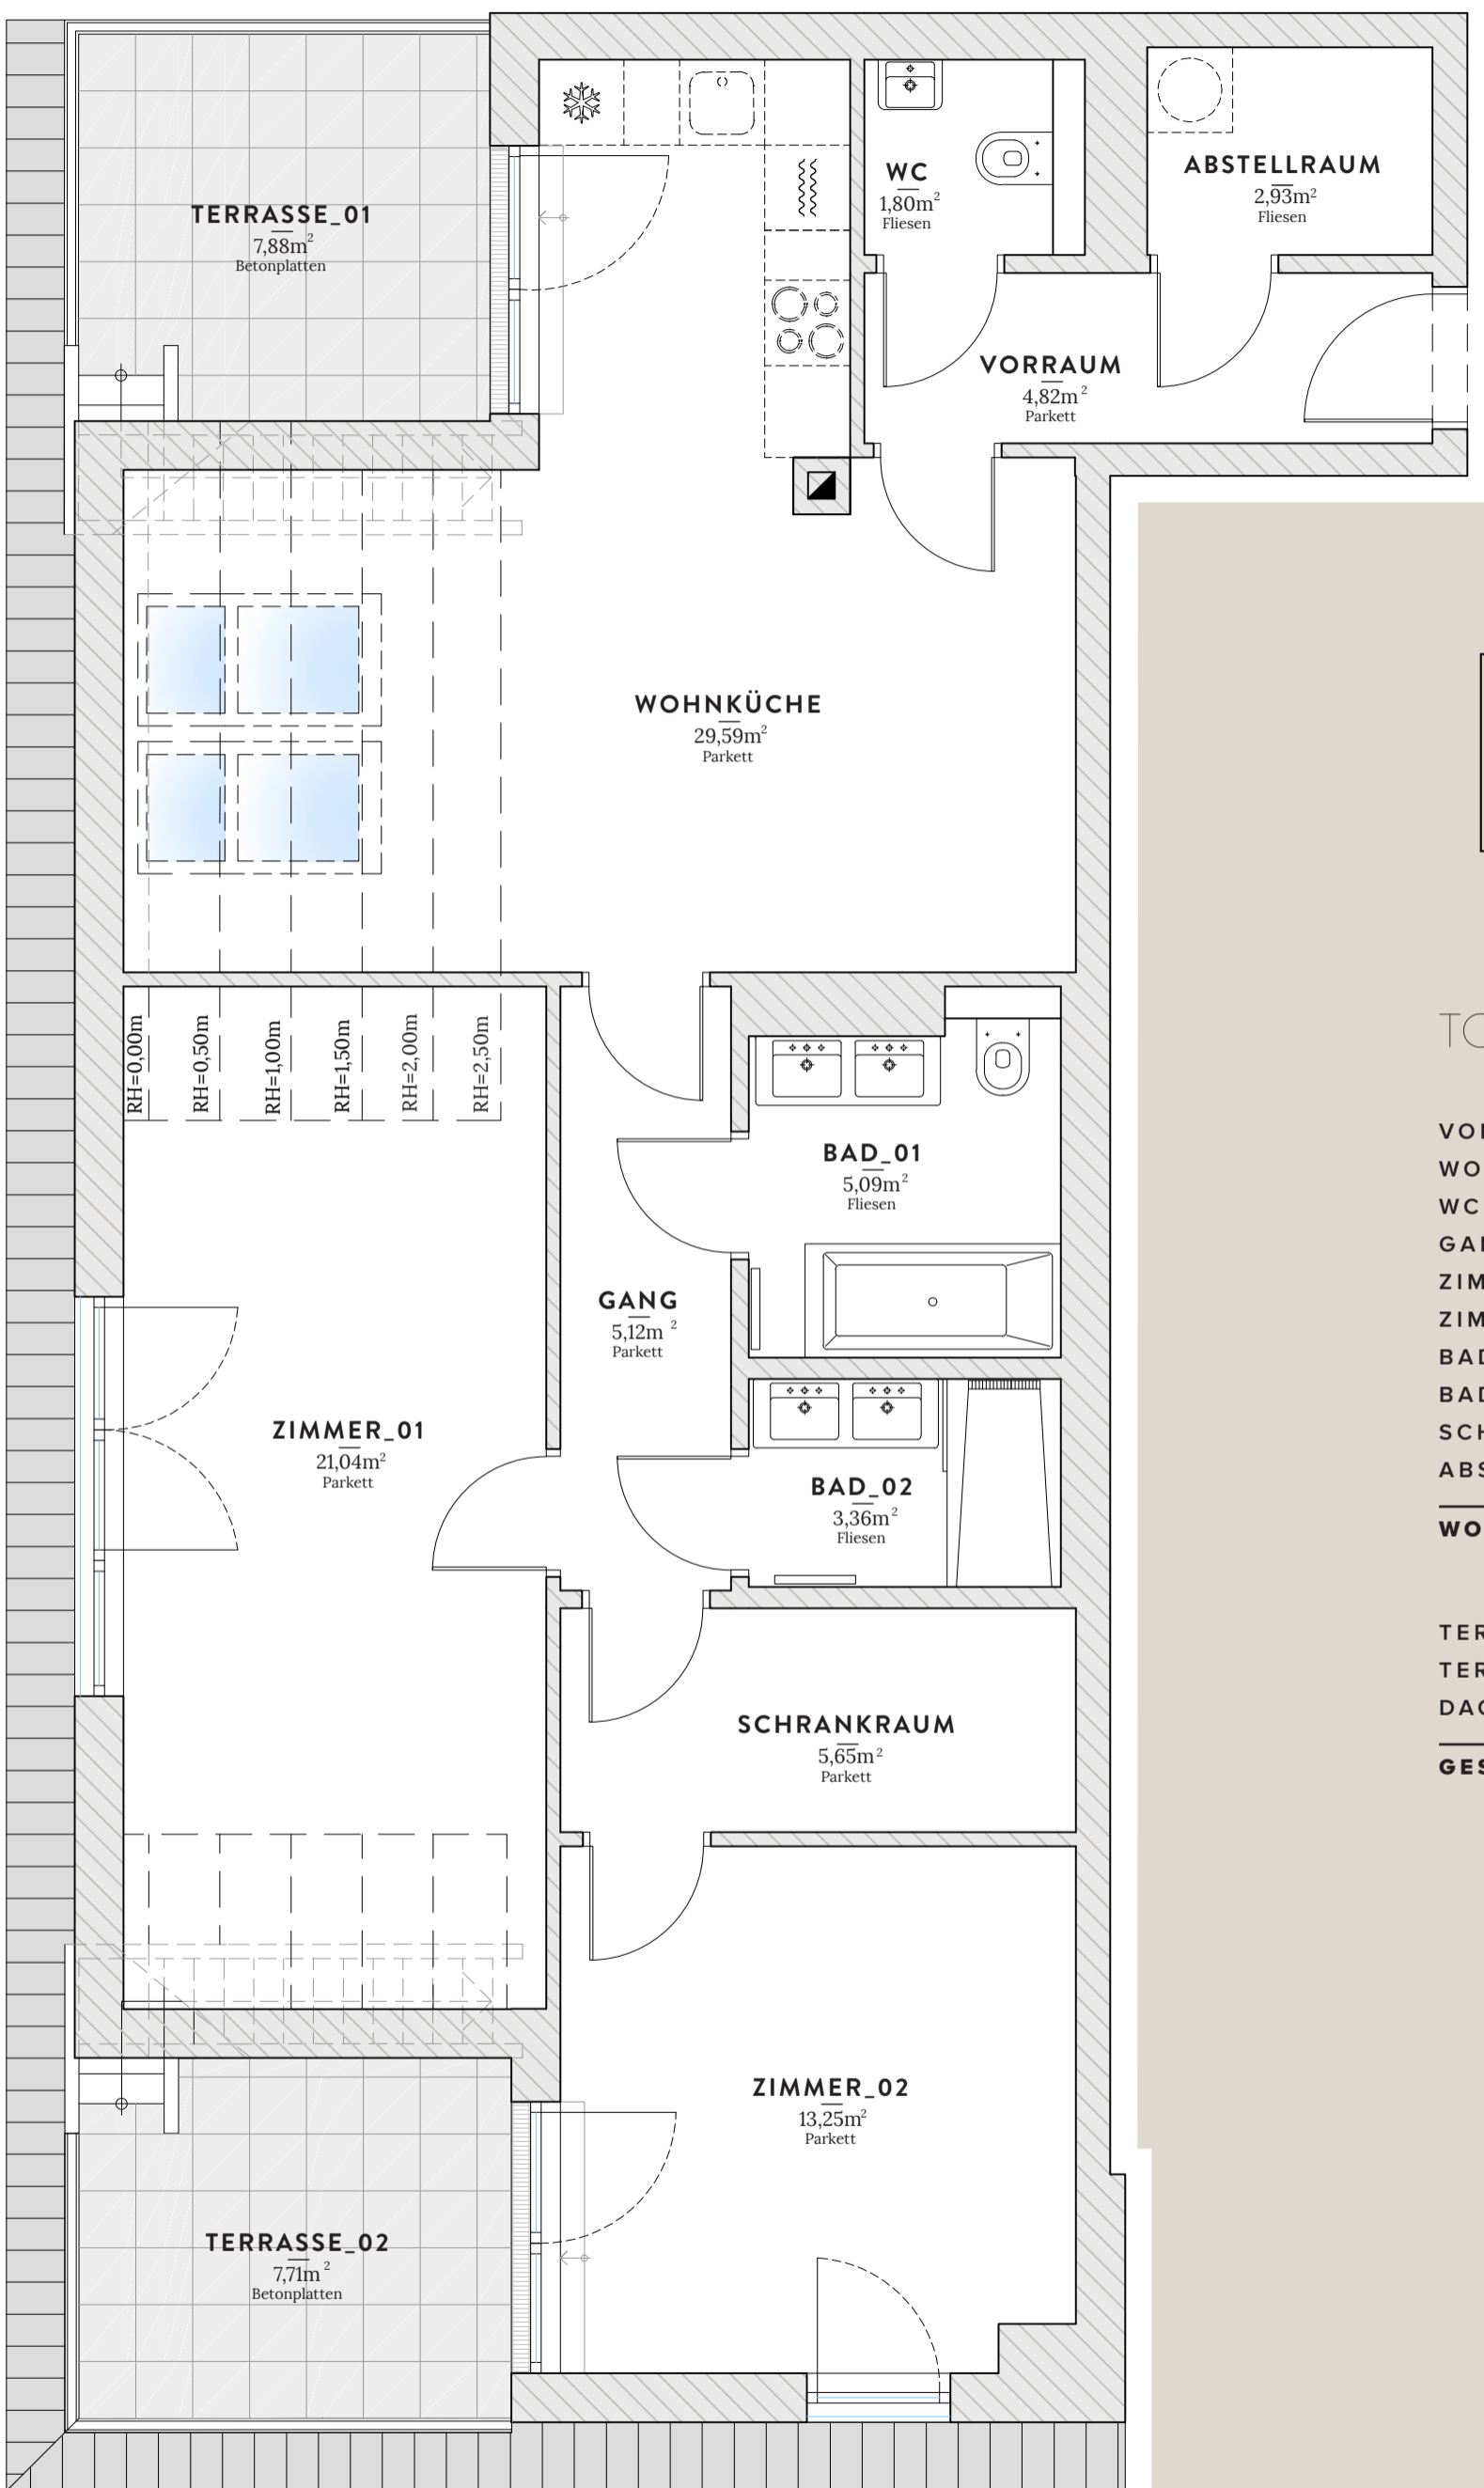 TERRASSE_01
7,88m²
Betonplatten
WC
1,80m²
Fliesen
ABSTELLRAUM
2,93m²
Fliesen
VORRAUM
4,82m²
Parkett
WOHNKÜCHE
29,59m²
Parkett
RH=0,00m
RH=0,50m
RH=1,00m
RH=1,50m
RH=2,00m
RH=2,50m
BAD_01
5,09m²
Fliesen
GANG
5,12m²
Parkett
ZIMMER_01
21,04m²
Parkett
BAD_02
3,36m²
Fliesen
SCHRANKRAUM
5,65m²
Parkett
ZIMMER_02
13,25m²
Parkett
TERRASSE_02
7,71m²
Betonplatten
WC